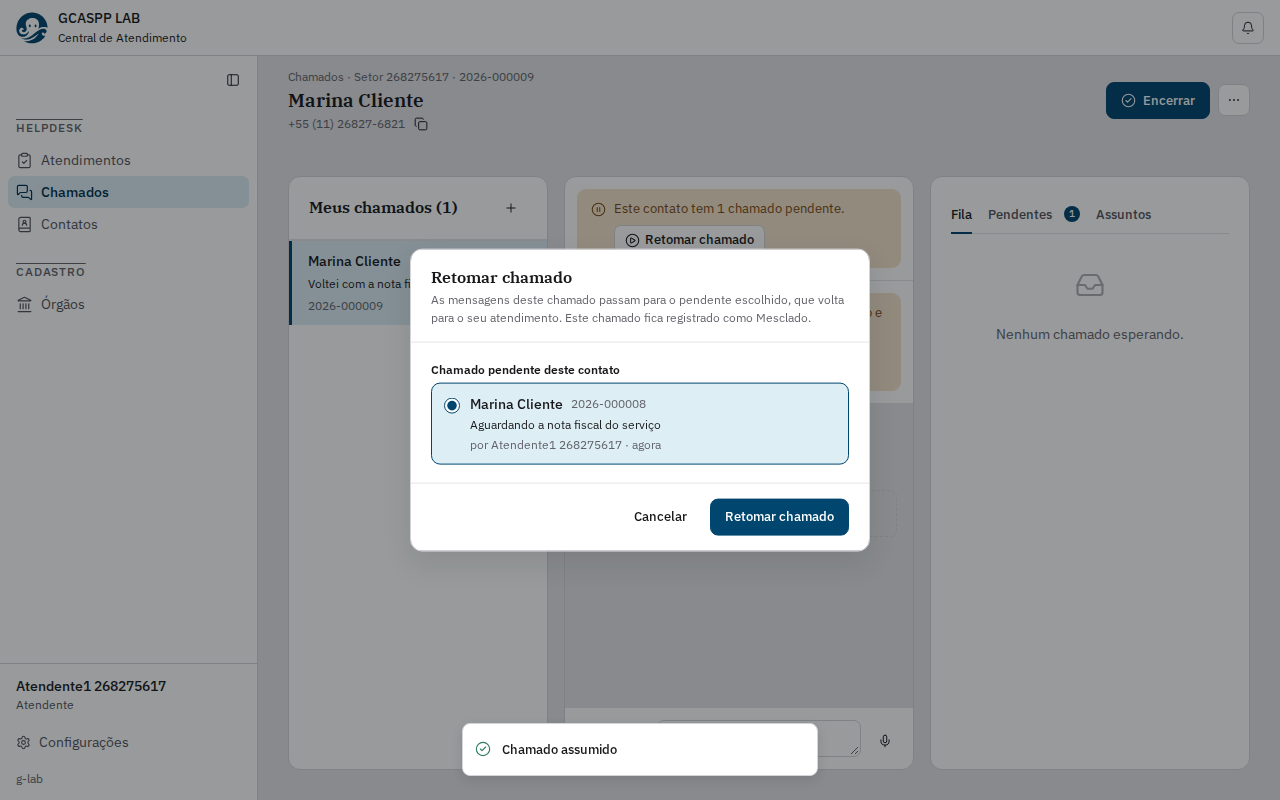 GCASPP LAB
Central de Atendimento
HELPDESK
Atendimentos
Chamados
Contatos
CADASTRO
Órgãos
Atendente1 268275617
Atendente
Configurações
g-lab
Chamados · Setor 268275617 · 2026-000009
Marina Cliente
+55 (11) 26827-6821
Encerrar
Meus chamados (1)
Marina Cliente
Voltei com a nota
2026-000009
Este contato tem 1 chamado pendente.
Retomar chamado
e
Fila
Pendentes 1
Assuntos
Nenhum chamado esperando.
Retomar chamado
As mensagens deste chamado passam para o pendente escolhido, que volta
para o seu atendimento. Este chamado fica registrado como Mesclado.
Chamado pendente deste contato
Marina Cliente 2026-000008
Aguardando a nota fiscal do serviço
por Atendente1 268275617 · agora
Cancelar
Retomar chamado
Chamado assumido